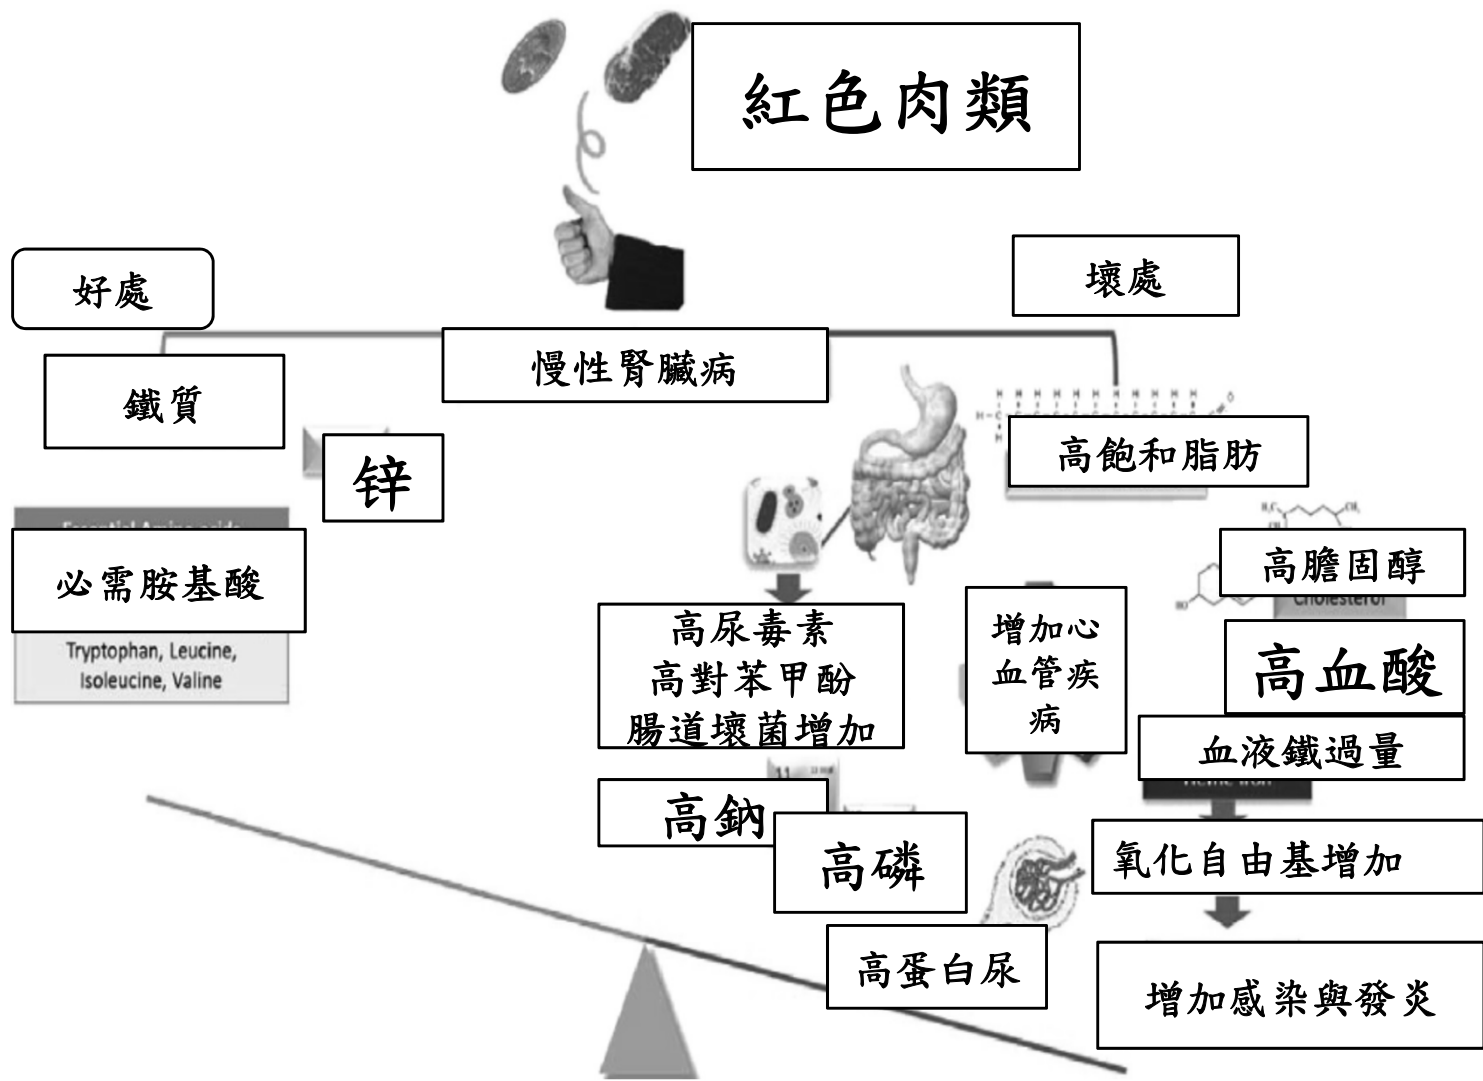 紅色肉類
好處
壞處
慢性腎臟病
鐵質
锌
必需胺基酸
Tryptophan, Leucine,
Isoleucine, Valine
高飽和脂肪
高膽固醇
Cholesterol
高血酸
血液鐵過量
Heme Iron
氧化自由基增加
增加感染與發炎
增加心
血管疾
病
高尿毒素
高對苯甲酚
腸道壞菌增加
11
高鈉
高磷
高蛋白尿